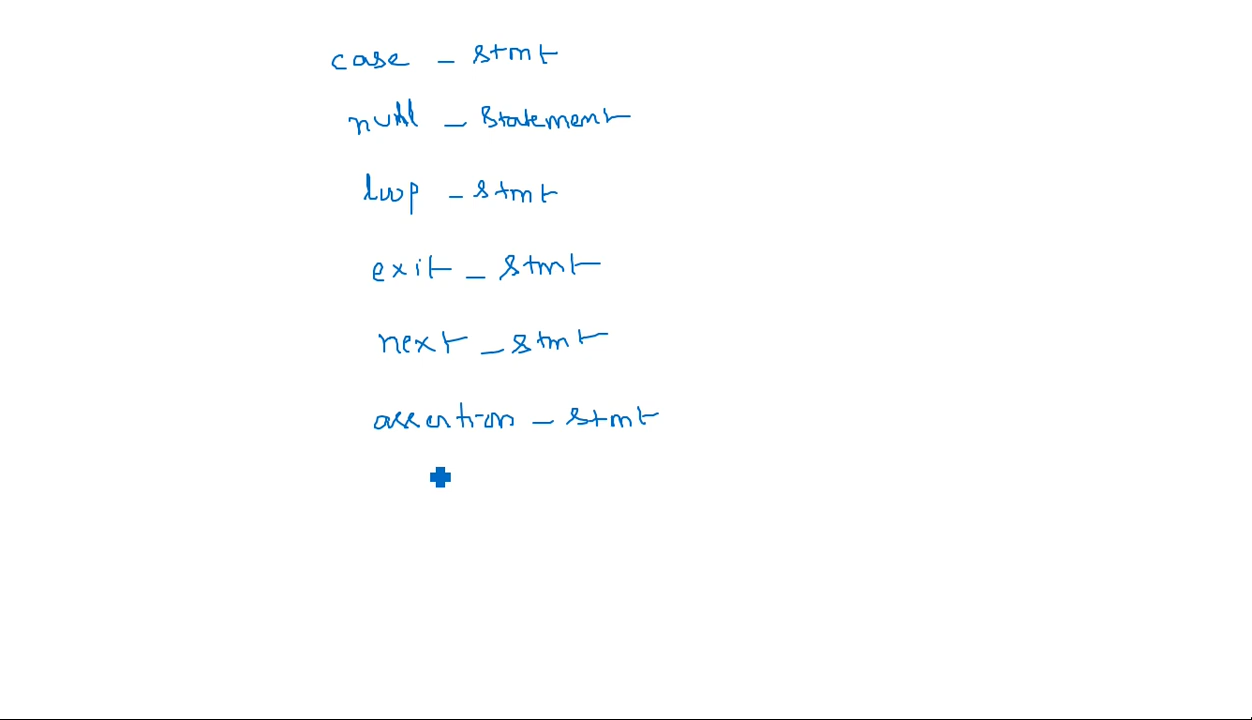 case _ stmt
null _ statement
loop _ stmt
exit _ stmt
next _ stmt
assertion _ stmt